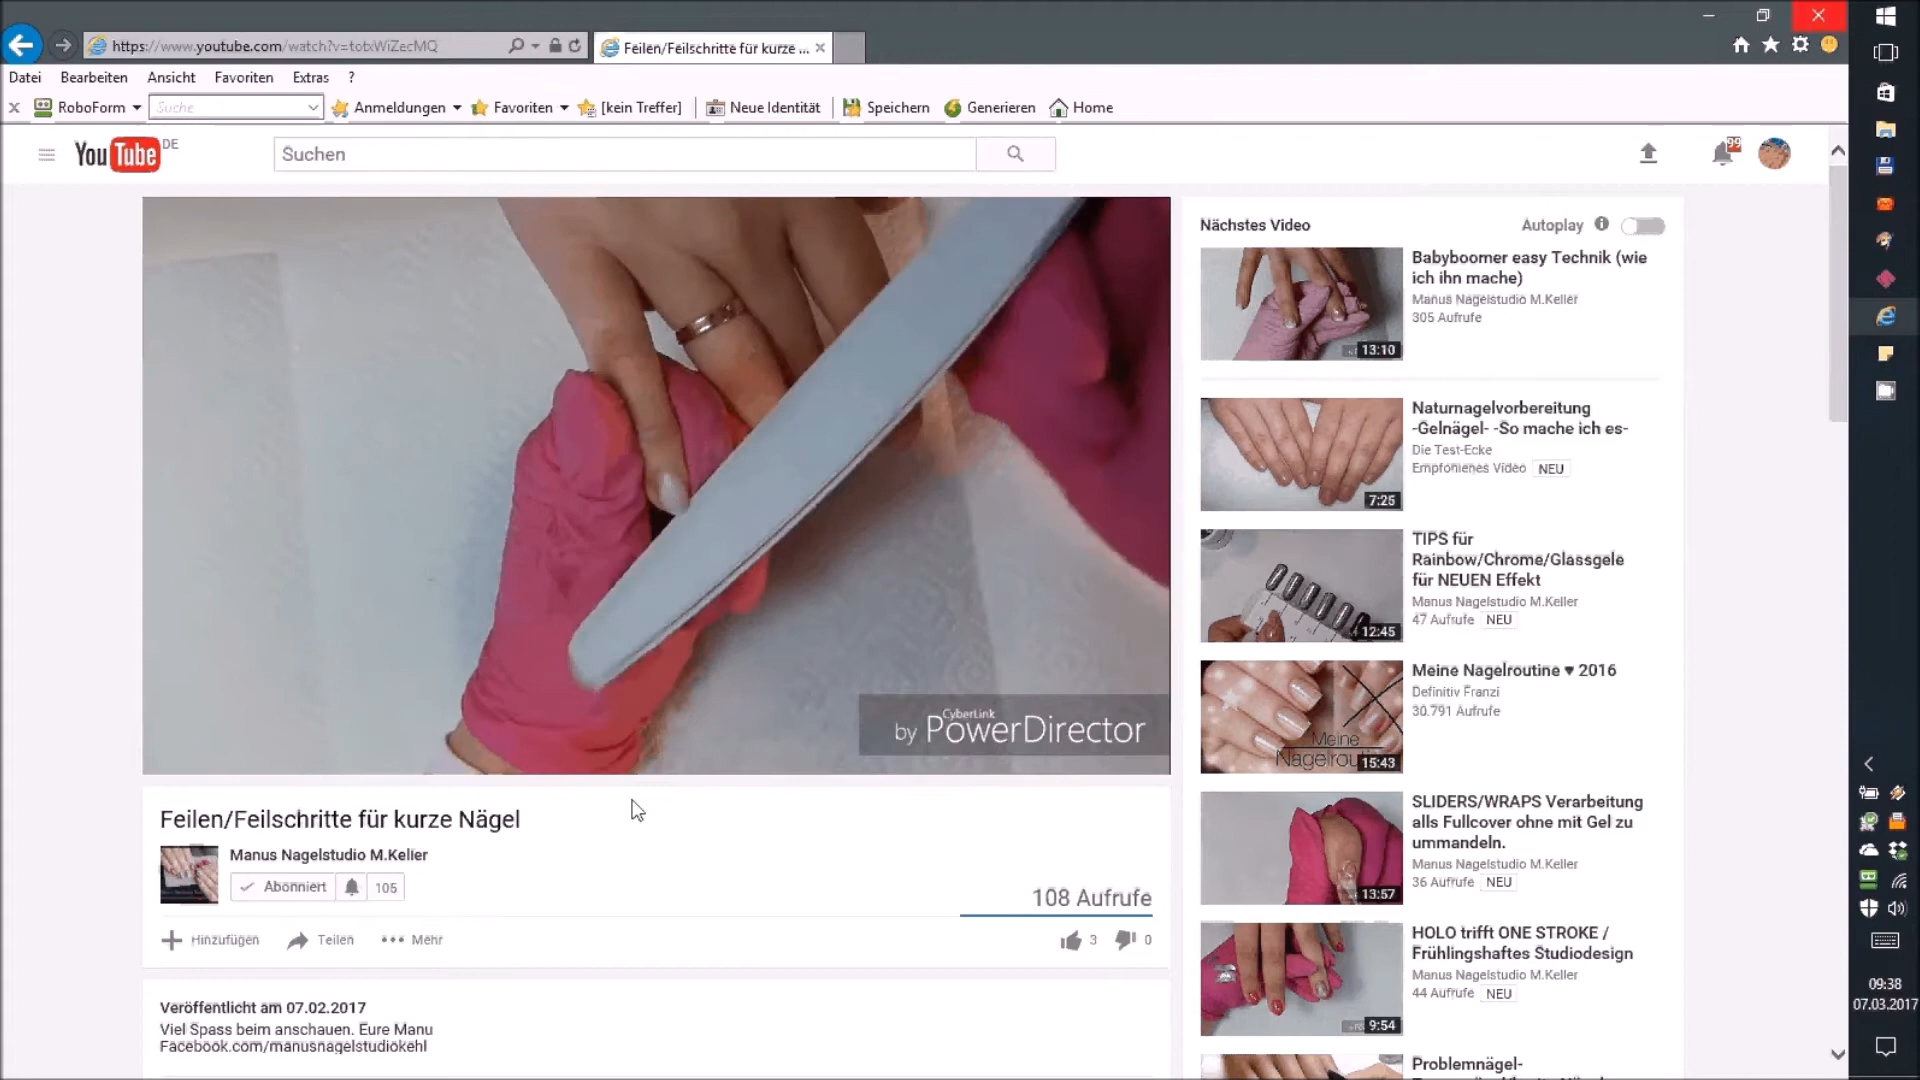 https://www.youtube.com/watch?v=totxWiZecMQ
Feilen/Feilschritte für kurze ...
Datei Bearbeiten Ansicht Favoriten Extras ?
RoboForm Suche Anmeldungen Favoriten [kein Treffer] Neue Identität Speichern Generieren Home
YouTube DE
Suchen
99
Nächstes Video Autoplay
Babyboomer easy Technik (wie
ich ihn mache)
Manus Nagelstudio M.Keller
305 Aufrufe
13:10
Naturnagelvorbereitung
-Gelnägel- -So mache ich es-
Die Test-Ecke
Empfohlenes Video NEU
7:25
TIPS für
Rainbow/Chrome/Glassgele
für NEUEN Effekt
Manus Nagelstudio M.Keller
47 Aufrufe NEU
12:45
Meine Nagelroutine ♥ 2016
Definitiv Franzi
30.791 Aufrufe
Meine
15:43
SLIDERS/WRAPS Verarbeitung
alls Fullcover ohne mit Gel zu
ummandeln.
Manus Nagelstudio M.Keller
36 Aufrufe NEU
13:57
HOLO trifft ONE STROKE /
Frühlingshaftes Studiodesign
Manus Nagelstudio M.Keller
44 Aufrufe NEU
9:54
Problemnägel-
CyberLink
by PowerDirector
Feilen/Feilschritte für kurze Nägel
Manus Nagelstudio M.Keller
Abonniert 105
108 Aufrufe
Hinzufügen Teilen Mehr 3 0
Veröffentlicht am 07.02.2017
Viel Spass beim anschauen. Eure Manu
Facebook.com/manusnagelstudiokehl
09:38
07.03.2017